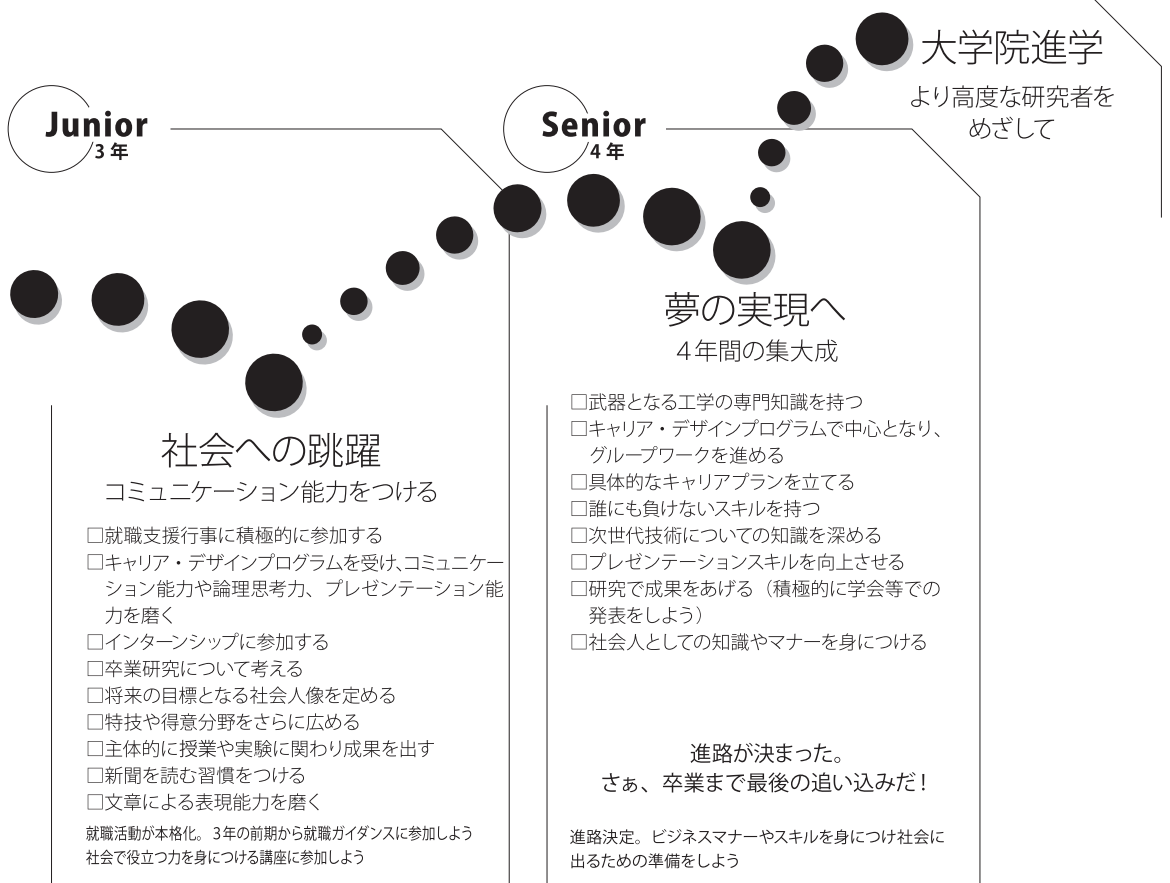 Junior
3年
社会への跳躍
コミュニケーション能力をつける
□就職支援行事に積極的に参加する
□キャリア・デザインプログラムを受け、コミュニケー
ション能力や論理思考力、プレゼンテーション能
力を磨く
□インターンシップに参加する
□卒業研究について考える
□将来の目標となる社会人像を定める
□特技や得意分野をさらに広める
□主体的に授業や実験に関わり成果を出す
□新聞を読む習慣をつける
□文章による表現能力を磨く
就職活動が本格化。3年の前期から就職ガイダンスに参加しよう
社会で役立つ力を身につける講座に参加しよう
Senior
4年
夢の実現へ
4年間の集大成
□武器となる工学の専門知識を持つ
□キャリア・デザインプログラムで中心となり、
グループワークを進める
□具体的なキャリアプランを立てる
□誰にも負けないスキルを持つ
□次世代技術についての知識を深める
□プレゼンテーションスキルを向上させる
□研究で成果をあげる（積極的に学会等での
発表をしよう）
□社会人としての知識やマナーを身につける
進路が決まった。
さぁ、卒業まで最後の追い込みだ！
進路決定。ビジネスマナーやスキルを身につけ社会に
出るための準備をしよう
大学院進学
より高度な研究者を
めざして